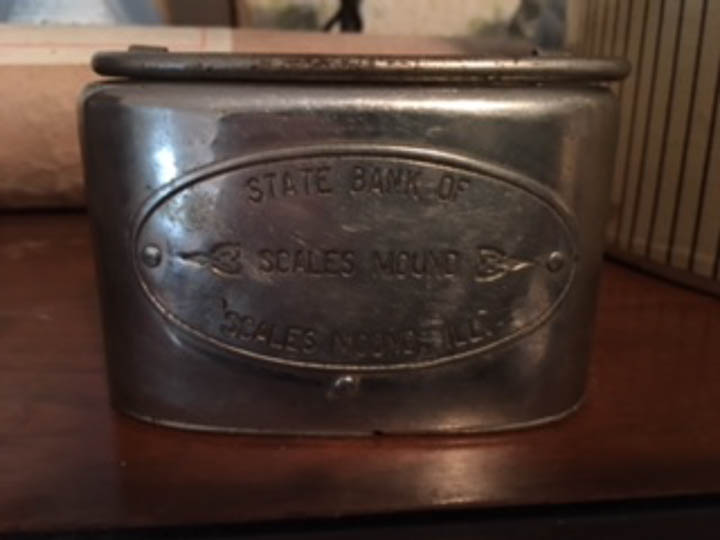 STATE BANK OF
SCALES MOUND
SCALES MOUND, ILL.